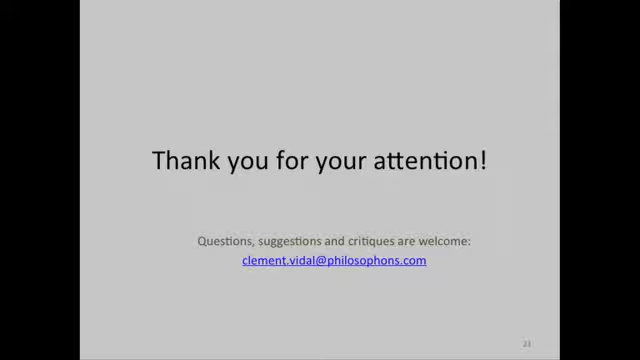 Thank you for your attention!
Questions, suggestions and critiques are welcome:
clement.vidal@philosophons.com
23